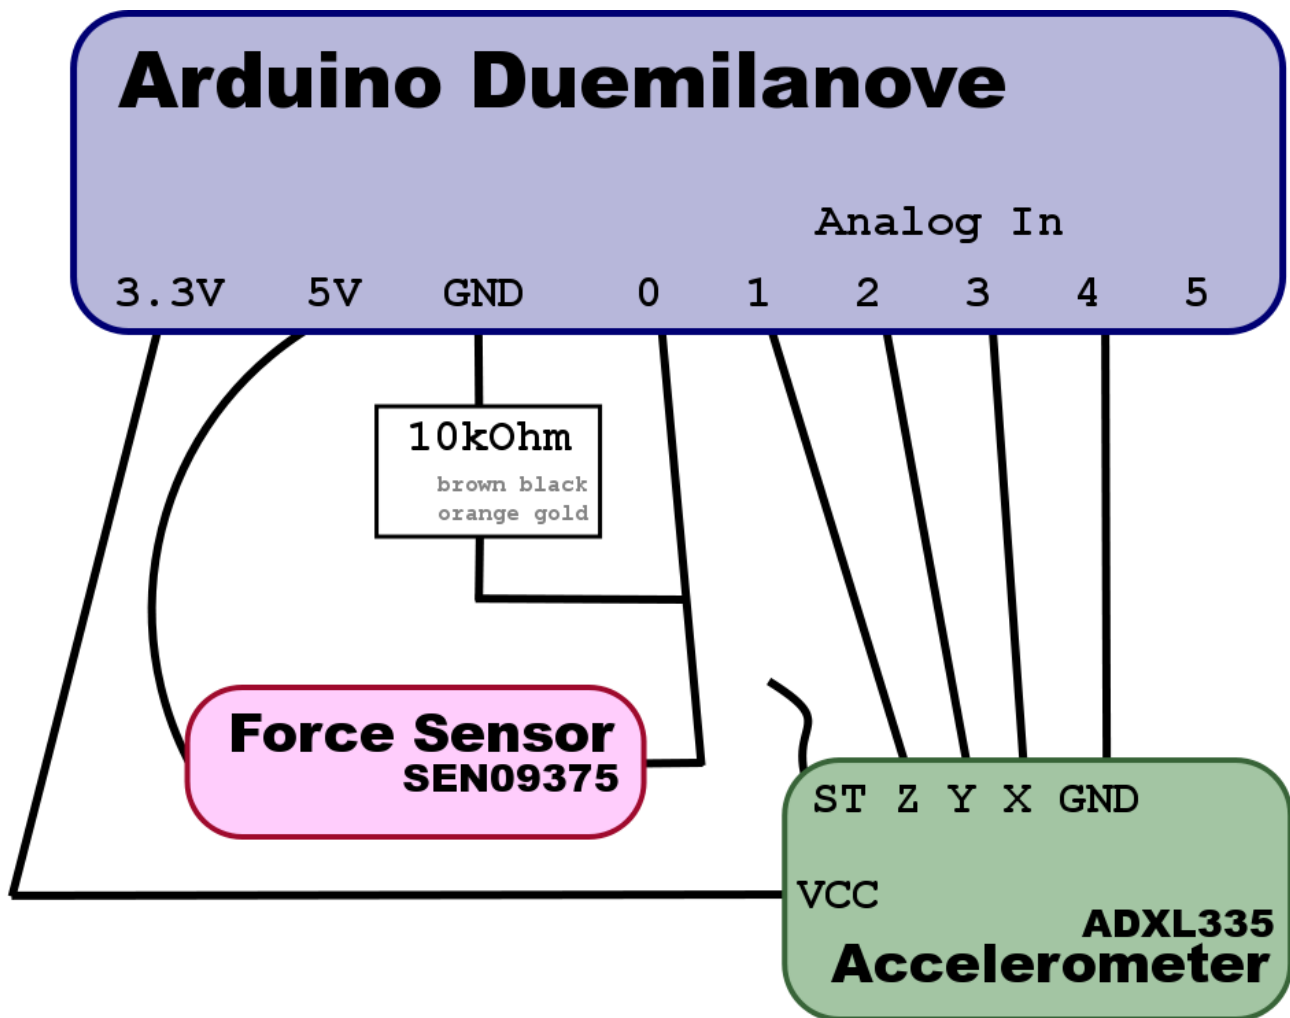 Arduino Duemilanove
Analog In
3.3V 5V GND 0 1 2 3 4 5
10kOhm
brown black
orange gold
Force Sensor
SEN09375
ST Z Y X GND
VCC
ADXL335
Accelerometer